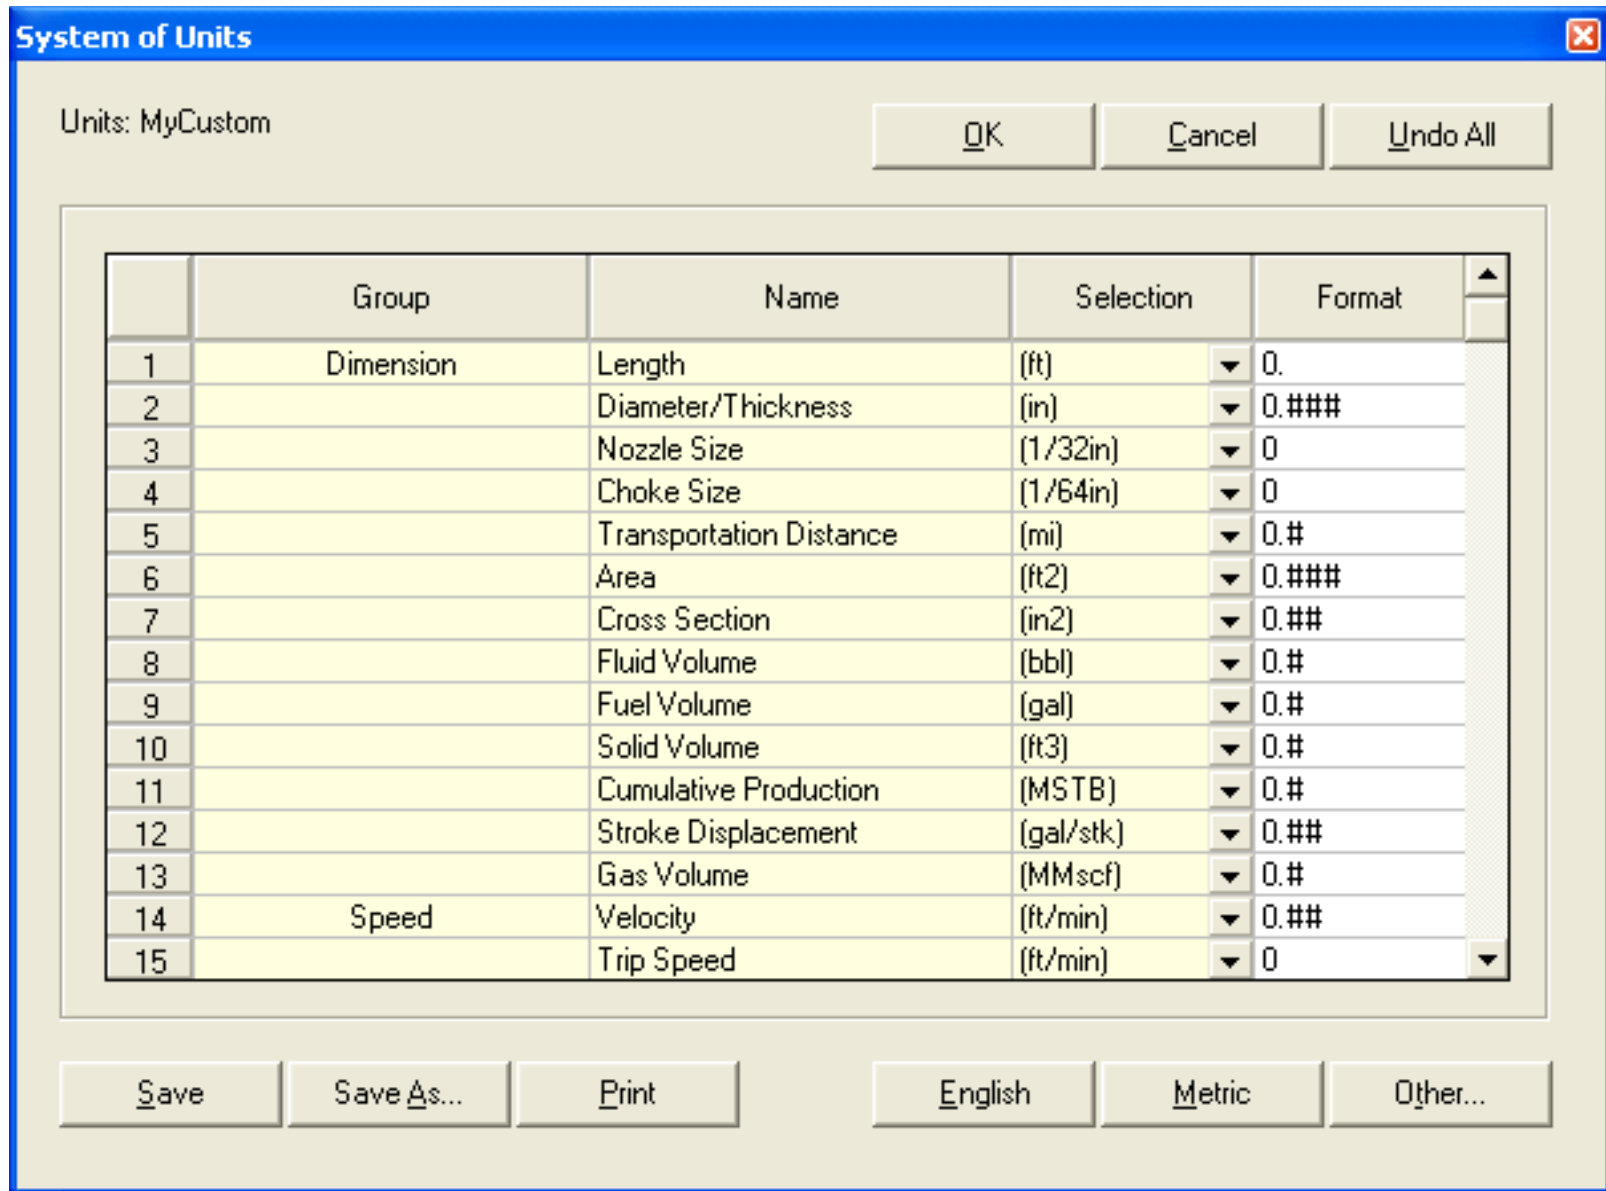 System of Units
Units: MyCustom
OK Cancel Undo All
Group Name Selection Format
1 Dimension Length (ft) 0.
2 Diameter/Thickness (in) 0.###
3 Nozzle Size (1/32in) 0
4 Choke Size (1/64in) 0
5 Transportation Distance (mi) 0.#
6 Area (ft2) 0.###
7 Cross Section (in2) 0.##
8 Fluid Volume (bbl) 0.#
9 Fuel Volume (gal) 0.#
10 Solid Volume (ft3) 0.#
11 Cumulative Production (MSTB) 0.#
12 Stroke Displacement (gal/stk) 0.##
13 Gas Volume (MMscf) 0.#
14 Speed Velocity (ft/min) 0.##
15 Trip Speed (ft/min) 0
Save Save As... Print English Metric Other...